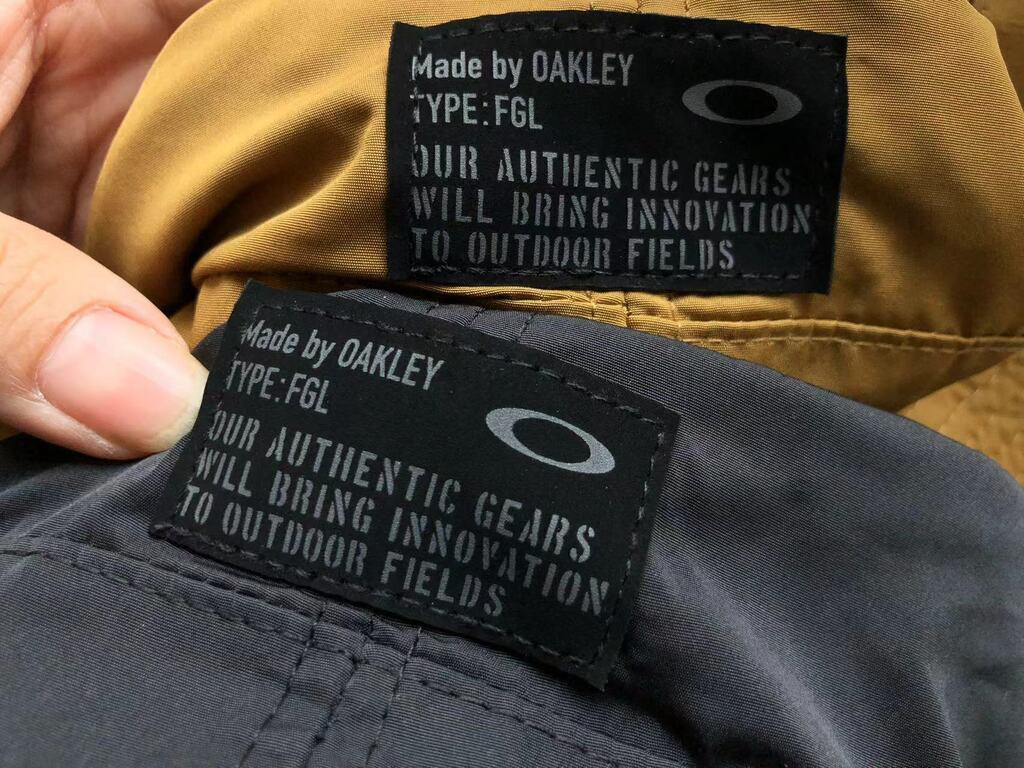 Made by OAKLEY
TYPE:FGL
OUR AUTHENTIC GEARS
WILL BRING INNOVATION
TO OUTDOOR FIELDS
Made by OAKLEY
TYPE:FGL
OUR AUTHENTIC GEARS
WILL BRING INNOVATION
TO OUTDOOR FIELDS